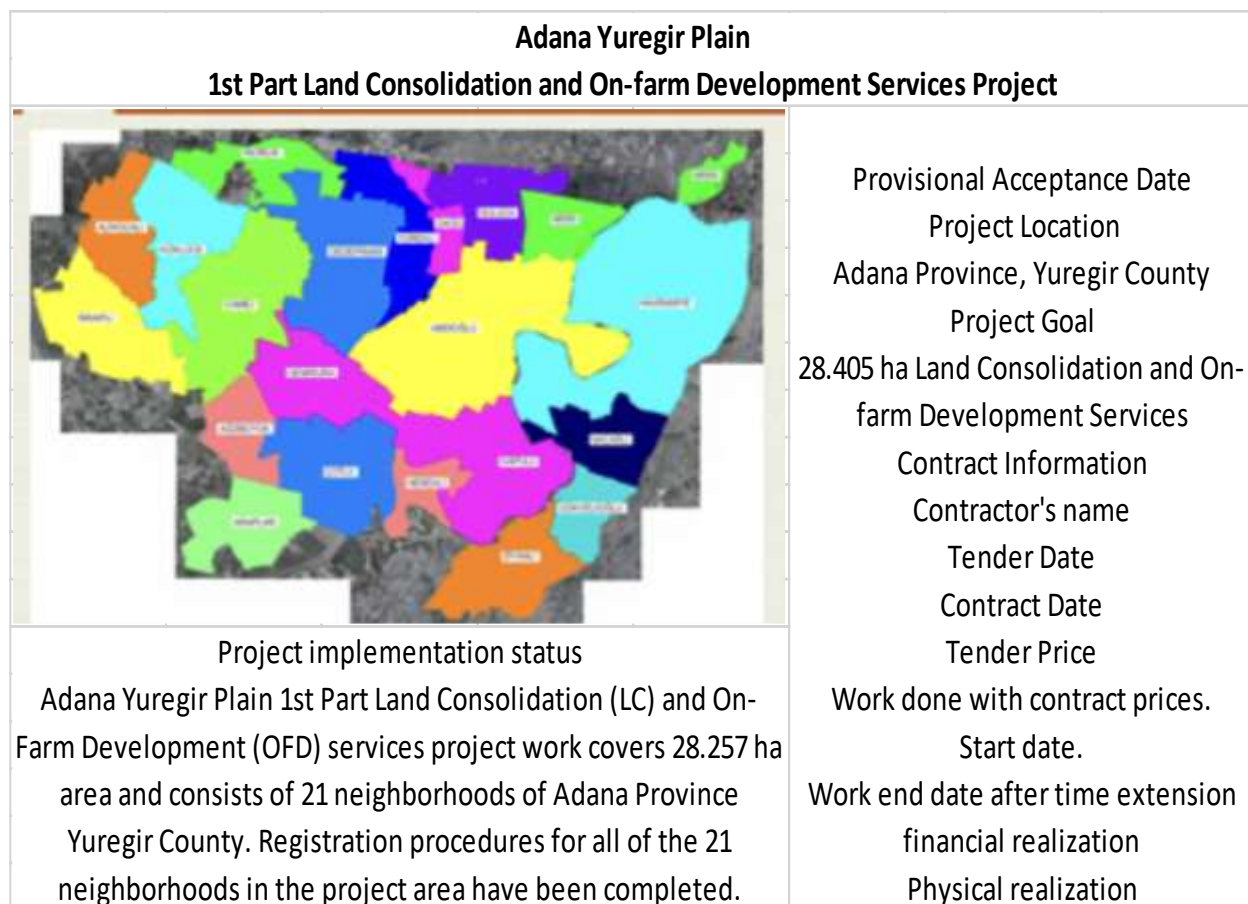 Adana Yuregir Plain
1st Part Land Consolidation and On-farm Development Services Project
Provisional Acceptance Date
Project Location
Adana Province, Yuregir County
Project Goal
28.405 ha Land Consolidation and On-
farm Development Services
Contract Information
Contractor's name
Tender Date
Contract Date
Tender Price
Work done with contract prices.
Start date.
Work end date after time extension
financial realization
Physical realization
Project implementation status
Adana Yuregir Plain 1st Part Land Consolidation (LC) and On-
Farm Development (OFD) services project work covers 28.257 ha
area and consists of 21 neighborhoods of Adana Province
Yuregir County. Registration procedures for all of the 21
neighborhoods in the project area have been completed.